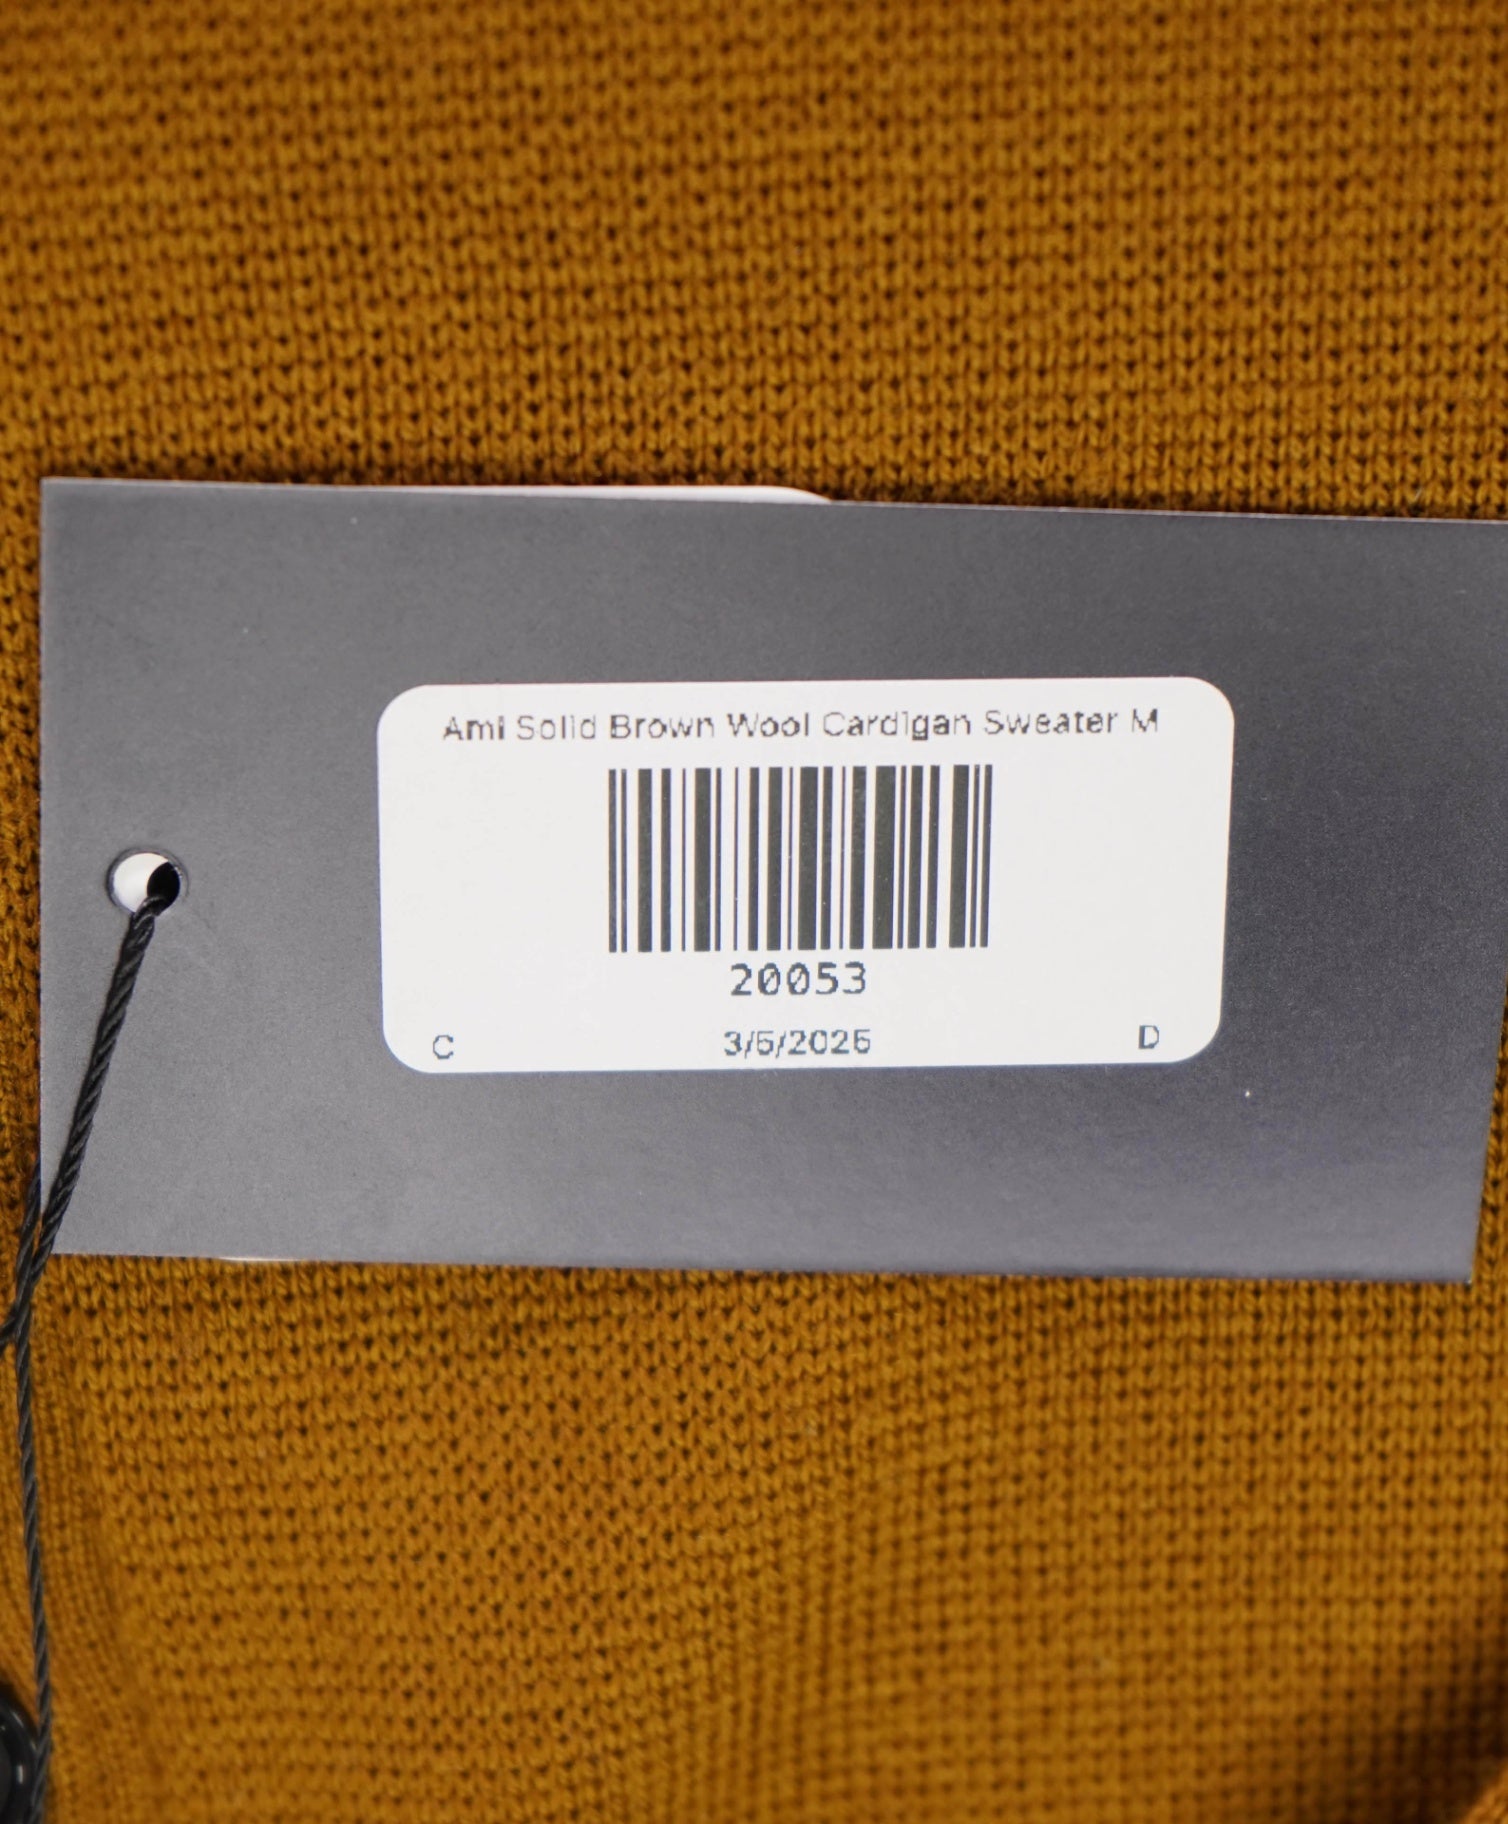 Ami Solid Brown Wool Cardigan Sweater M
20053
C 3/5/2025 D